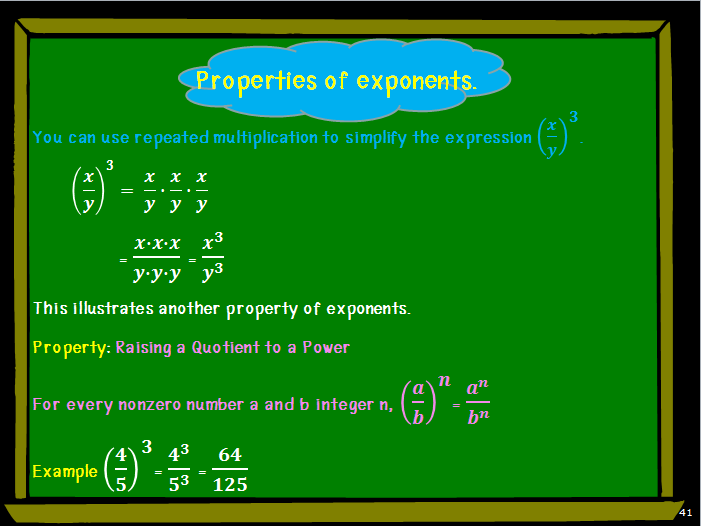 Properties of exponents.
You can use repeated multiplication to simplify the expression (x/y)³.
(x/y)³ = x/y · x/y · x/y
= x·x·x/y·y·y = x³/y³
This illustrates another property of exponents.
Property: Raising a Quotient to a Power
For every nonzero number a and b integer n, (a/b)ⁿ = aⁿ/bⁿ
Example (4/5)³ = 4³/5³ = 64/125
41